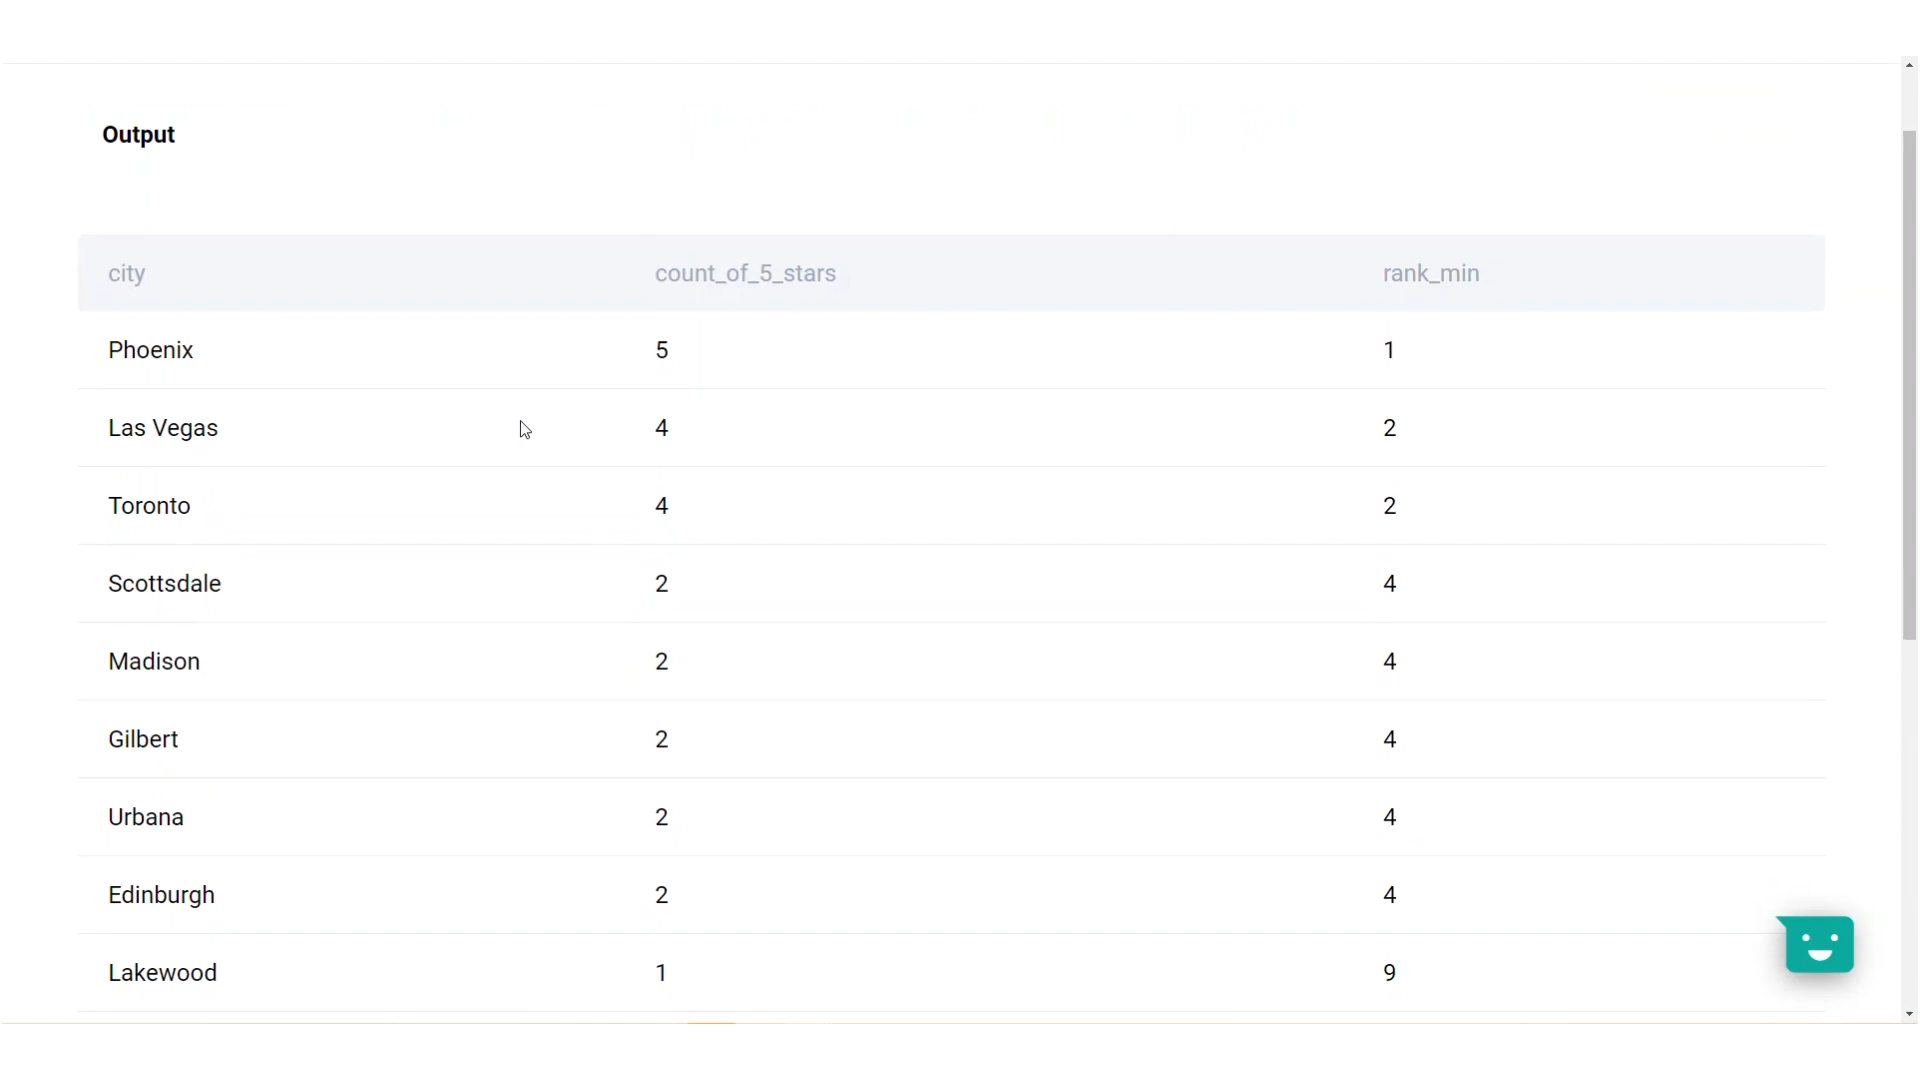 Output
city count_of_5_stars rank_min
Phoenix 5 1
Las Vegas 4 2
Toronto 4 2
Scottsdale 2 4
Madison 2 4
Gilbert 2 4
Urbana 2 4
Edinburgh 2 4
Lakewood 1 9